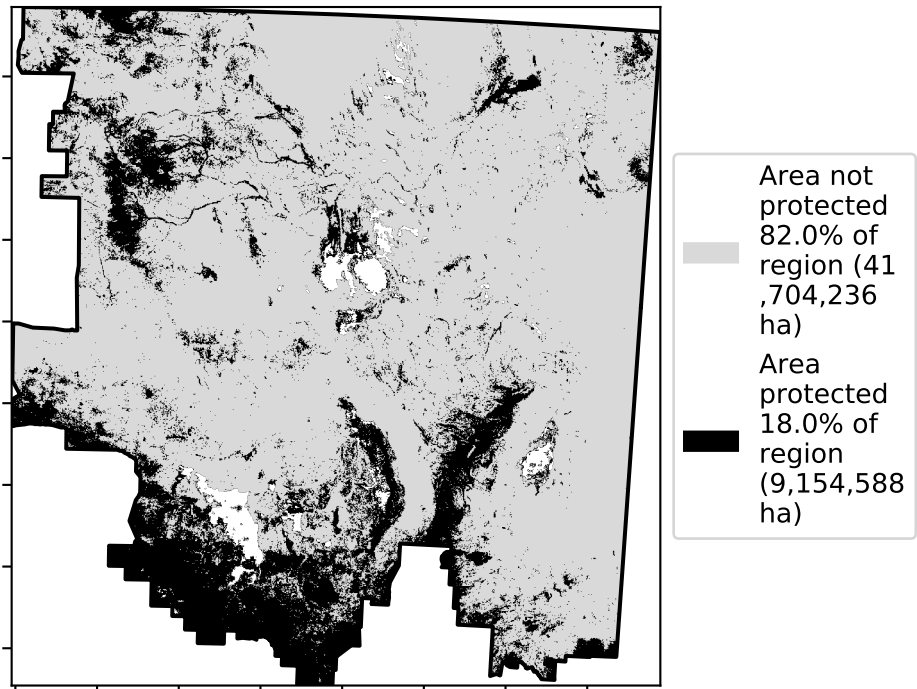 Area not
protected
82.0% of
region (41
,704,236
ha)
Area
protected
18.0% of
region
(9,154,588
ha)